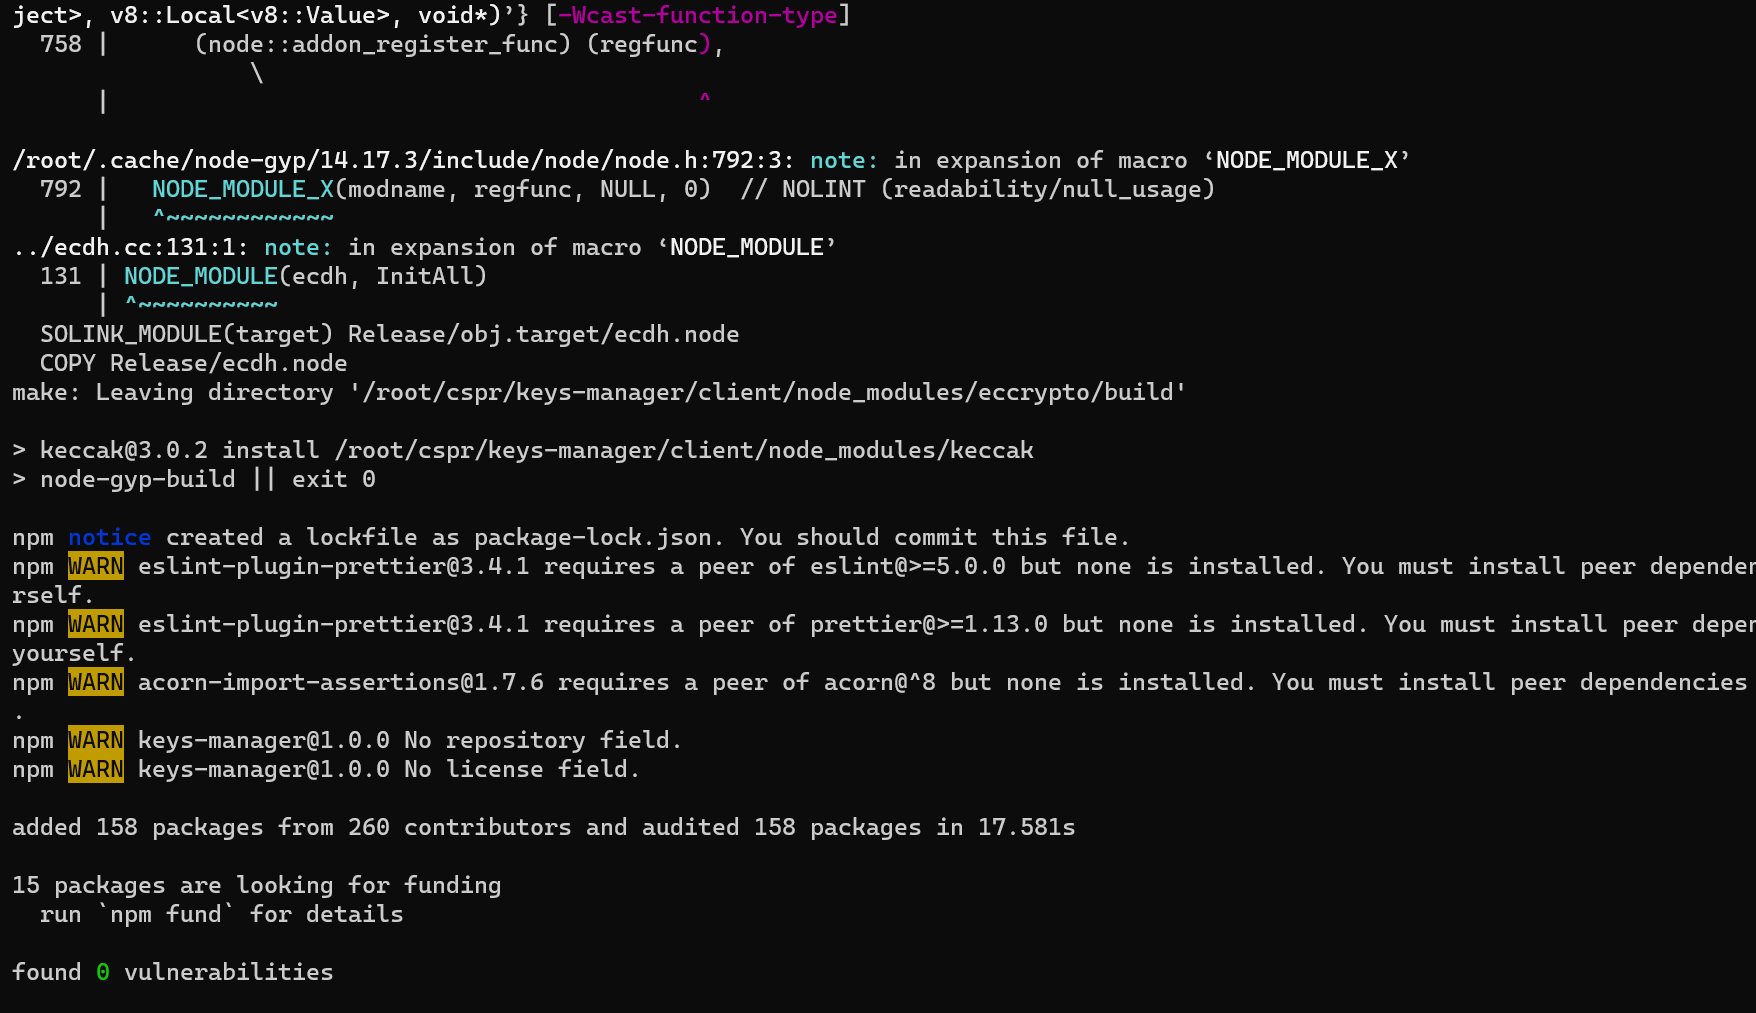 ject>, v8::Local<v8::Value>, void*)’} [-Wcast-function-type]
  758 |      (node::addon_register_func) (regfunc),
                 \
      |                                          ^
/root/.cache/node-gyp/14.17.3/include/node/node.h:792:3: note: in expansion of macro ‘NODE_MODULE_X’
  792 |   NODE_MODULE_X(modname, regfunc, NULL, 0)  // NOLINT (readability/null_usage)
      |   ^~~~~~~~~~~~~
../ecdh.cc:131:1: note: in expansion of macro ‘NODE_MODULE’
  131 | NODE_MODULE(ecdh, InitAll)
      | ^~~~~~~~~~~
  SOLINK_MODULE(target) Release/obj.target/ecdh.node
  COPY Release/ecdh.node
make: Leaving directory '/root/cspr/keys-manager/client/node_modules/eccrypto/build'
> keccak@3.0.2 install /root/cspr/keys-manager/client/node_modules/keccak
> node-gyp-build || exit 0
npm notice created a lockfile as package-lock.json. You should commit this file.
npm WARN eslint-plugin-prettier@3.4.1 requires a peer of eslint@>=5.0.0 but none is installed. You must install peer depende
rself.
npm WARN eslint-plugin-prettier@3.4.1 requires a peer of prettier@>=1.13.0 but none is installed. You must install peer depe
yourself.
npm WARN acorn-import-assertions@1.7.6 requires a peer of acorn@^8 but none is installed. You must install peer dependencies
.
npm WARN keys-manager@1.0.0 No repository field.
npm WARN keys-manager@1.0.0 No license field.
added 158 packages from 260 contributors and audited 158 packages in 17.581s
15 packages are looking for funding
  run `npm fund` for details
found 0 vulnerabilities